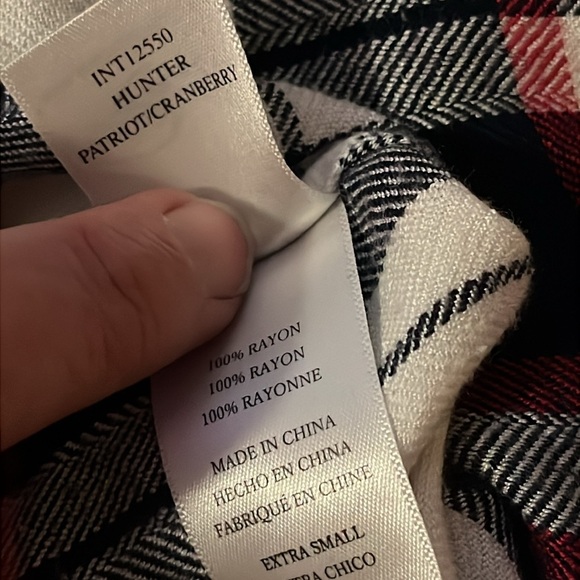 INT12550
HUNTER
PATRIOT/CRANBERRY
100% RAYON
100% RAYON
100% RAYONNE
MADE IN CHINA
HECHO EN CHINA
FABRIQUÉ EN CHINE
EXTRA SMALL
CHICO